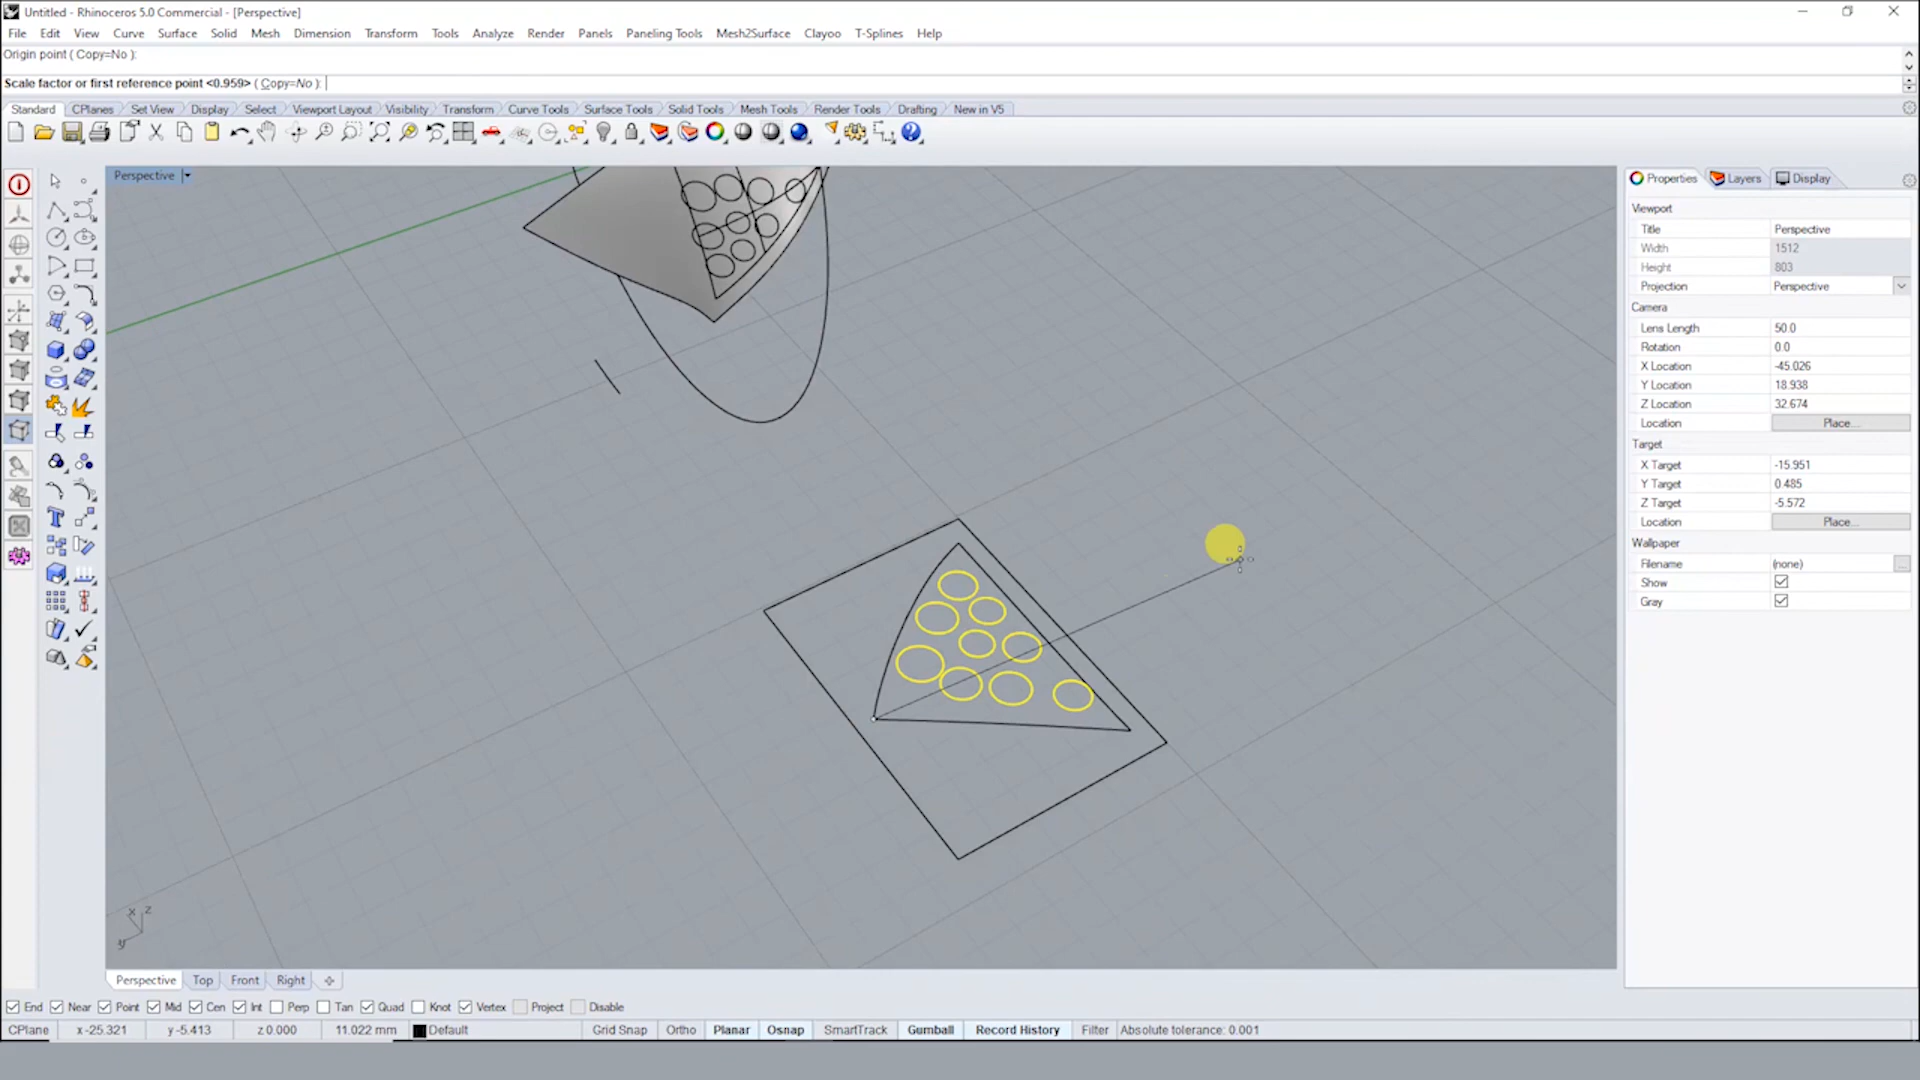 Untitled - Rhinoceros 5.0 Commercial - [Perspective]
File Edit View Curve Surface Solid Mesh Dimension Transform Tools Analyze Render Panels Paneling Tools Mesh2Surface Clayoo T-Splines Help
Origin point ( Copy=No ):
Scale factor or first reference point <0.959> ( Copy=No ):
Standard CPlanes Set View Display Select Viewport Layout Visibility Transform Curve Tools Surface Tools Solid Tools Mesh Tools Render Tools Drafting New in V5
Perspective
Properties Layers Display
Viewport
Title Perspective
Width 1512
Height 803
Projection Perspective
Camera
Lens Length 50.0
Rotation 0.0
X Location -45.026
Y Location 18.938
Z Location 32.674
Location Place...
Target
X Target -15.951
Y Target 0.485
Z Target -5.572
Location Place...
Wallpaper
Filename (none) ...
Show
Gray
x z
y
Perspective Top Front Right
End Near Point Mid Cen Int Perp Tan Quad Knot Vertex Project Disable
CPlane x -25.321 y -5.413 z 0.000 11.022 mm Default Grid Snap Ortho Planar Osnap SmartTrack Gumball Record History Filter Absolute tolerance: 0.001